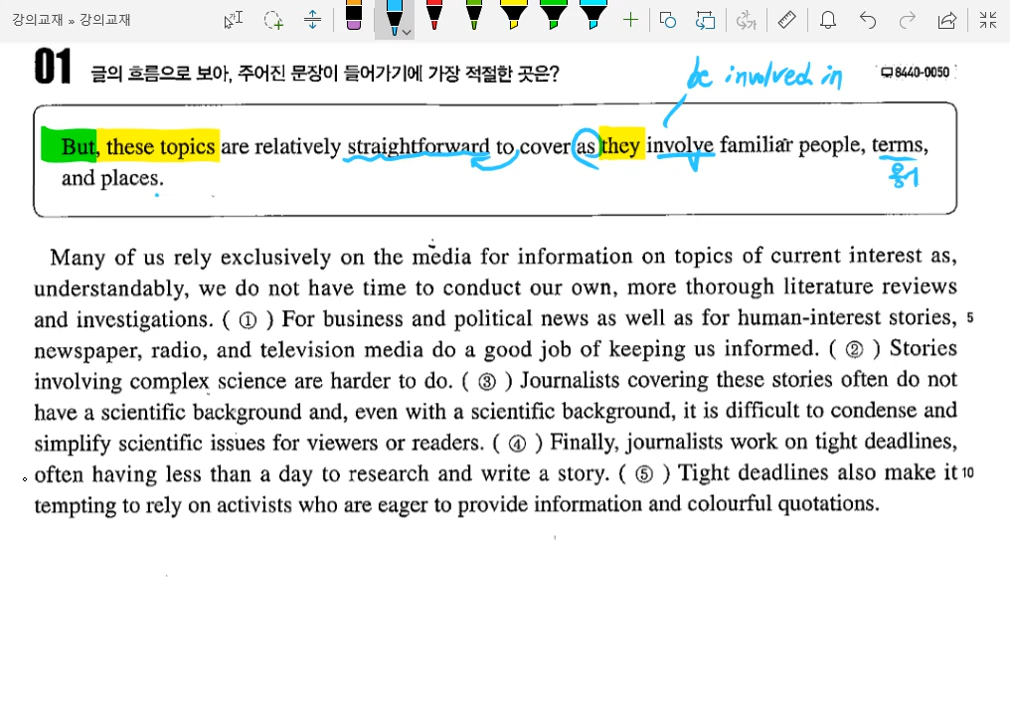 강의교재 » 강의교재
01 글의 흐름으로 보아, 주어진 문장이 들어가기에 가장 적절한 곳은?
be involved in
8440-0050
But, these topics are relatively straightforward to cover as they involve familiar people, terms,
용어
and places.
Many of us rely exclusively on the media for information on topics of current interest as,
understandably, we do not have time to conduct our own, more thorough literature reviews
and investigations. ( ① ) For business and political news as well as for human-interest stories, 5
newspaper, radio, and television media do a good job of keeping us informed. ( ② ) Stories
involving complex science are harder to do. ( ③ ) Journalists covering these stories often do not
have a scientific background and, even with a scientific background, it is difficult to condense and
simplify scientific issues for viewers or readers. ( ④ ) Finally, journalists work on tight deadlines,
often having less than a day to research and write a story. ( ⑤ ) Tight deadlines also make it 10
tempting to rely on activists who are eager to provide information and colourful quotations.